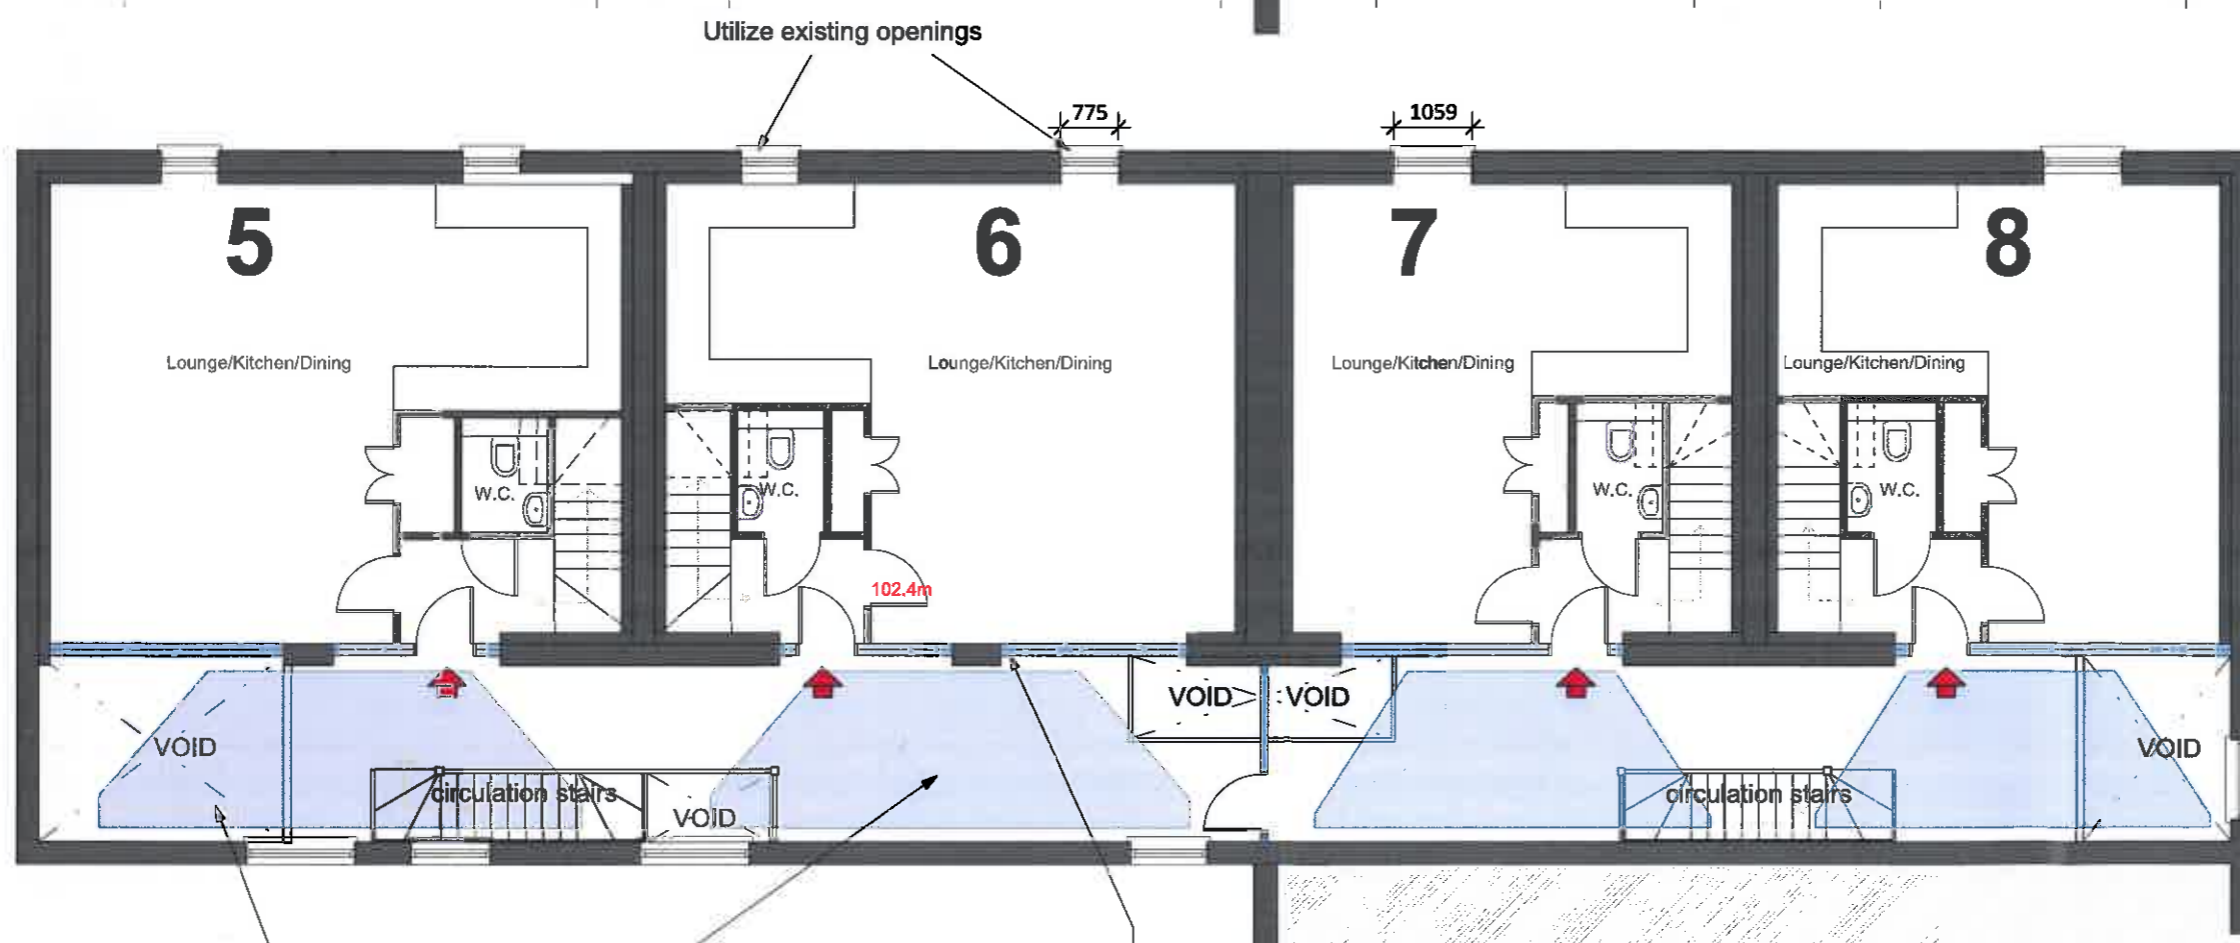 Utilize existing openings
775
1059
5
6
7
8
Lounge/Kitchen/Dining
Lounge/Kitchen/Dining
Lounge/Kitchen/Dining
Lounge/Kitchen/Dining
W.C.
W.C.
W.C.
W.C.
102.4m
VOID
VOID
VOID
VOID
circulation stairs
circulation stairs
VOID
VOID